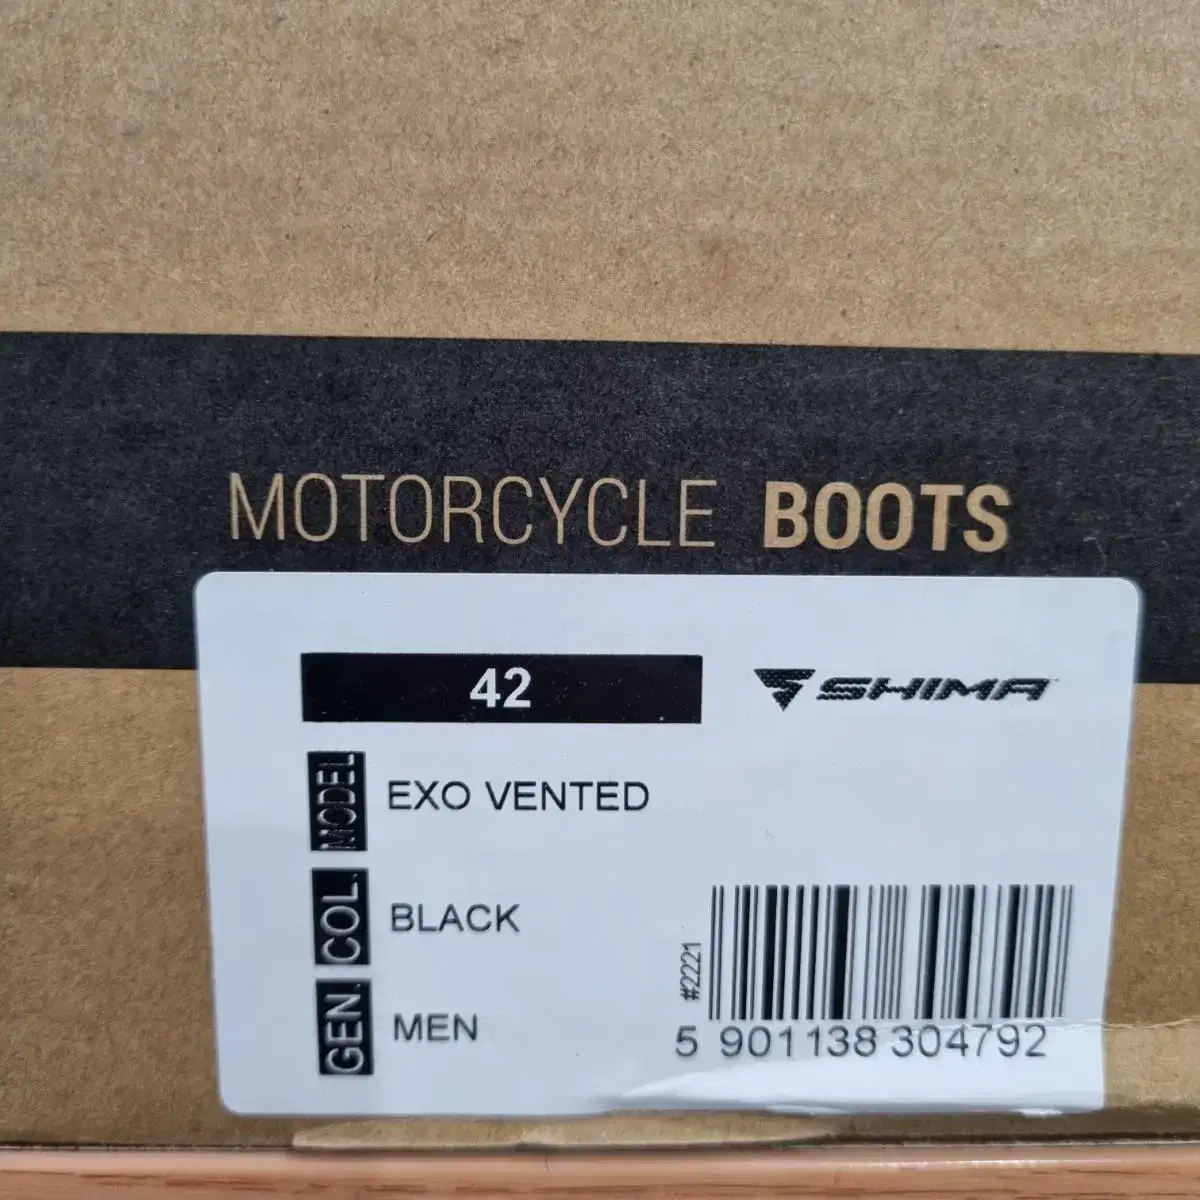 MOTORCYCLE BOOTS
42
SHIMA
MODEL EXO VENTED
COL. BLACK
GEN. MEN
#2221
5 901138 304792